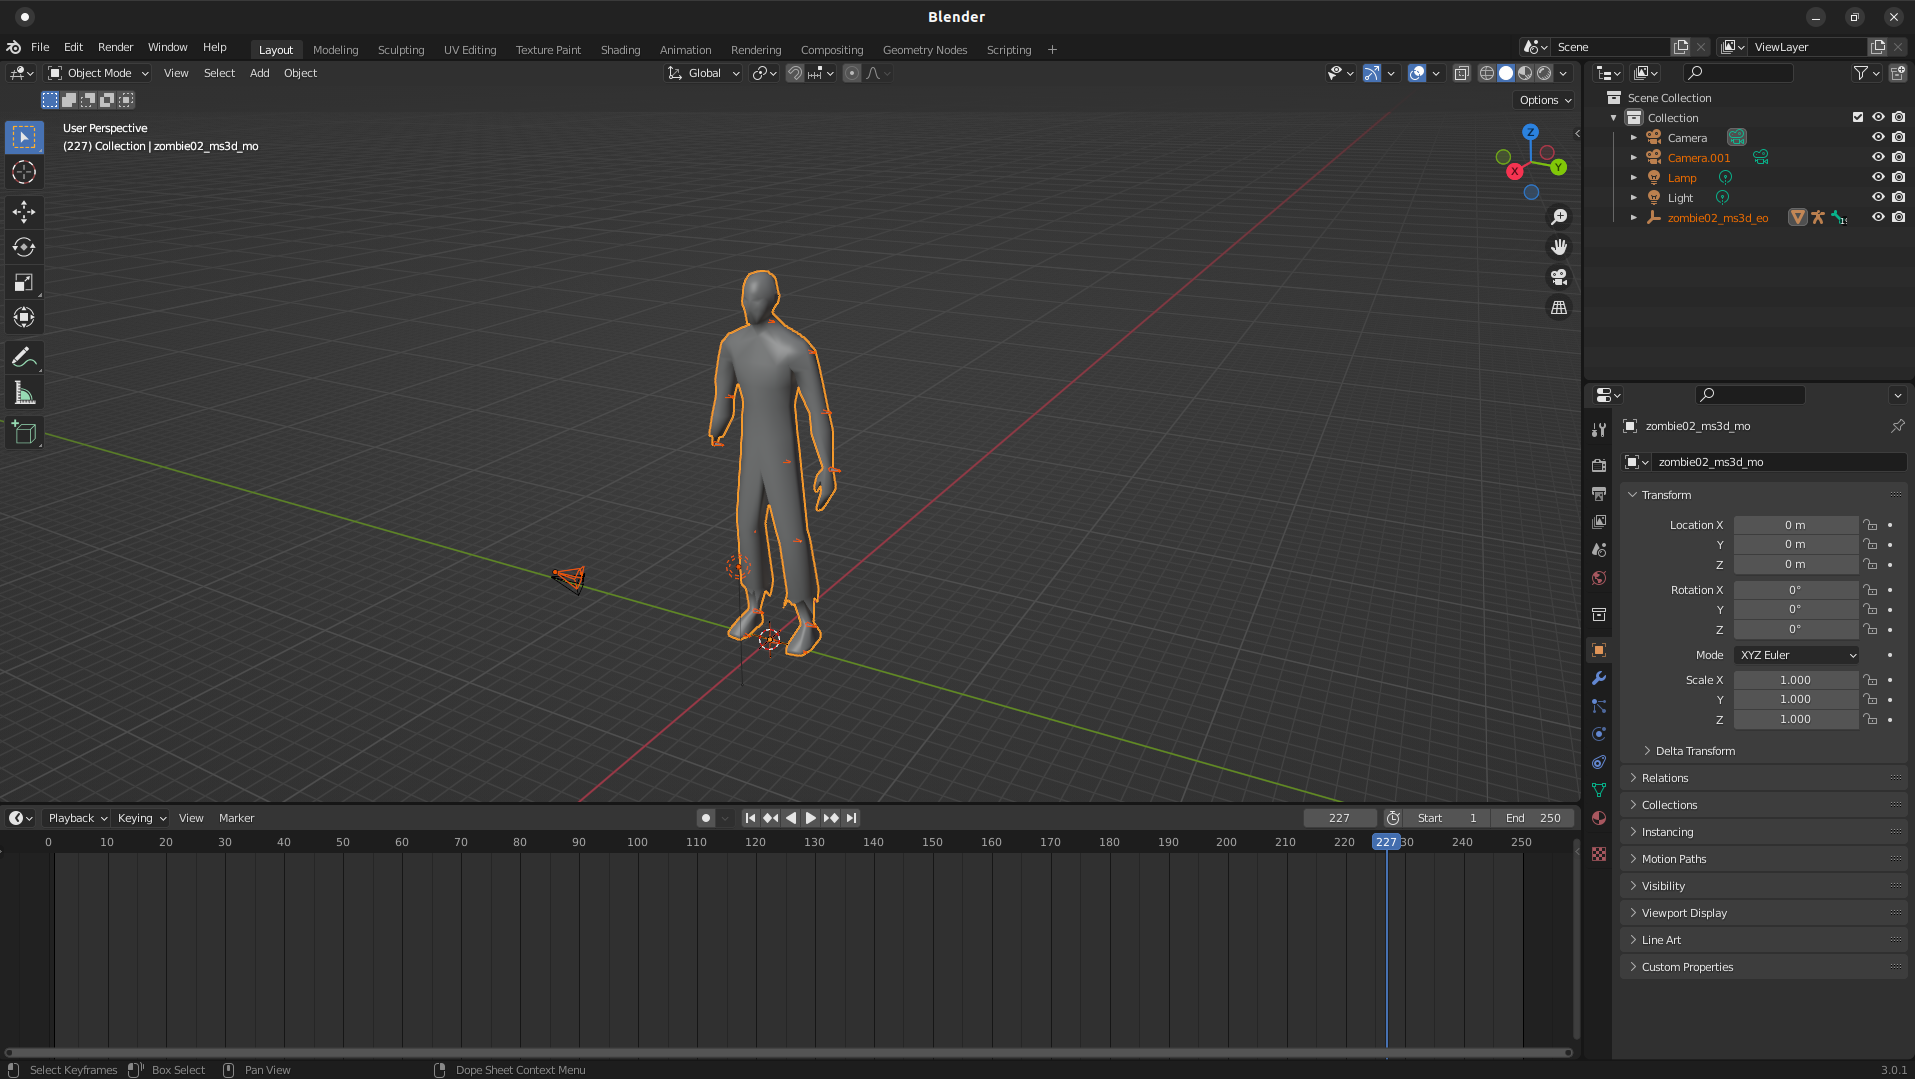 Blender
File Edit Render Window Help Layout Modeling Sculpting UV Editing Texture Paint Shading Animation Rendering Compositing Geometry Nodes Scripting + Scene ViewLayer
Object Mode View Select Add Object Global
Options
User Perspective
(227) Collection | zombie02_ms3d_mo
Z
Y
X
Scene Collection
Collection
Camera
Camera.001
Lamp
Light
zombie02_ms3d_eo
zombie02_ms3d_mo
zombie02_ms3d_mo
Transform
Location X 0 m
Y 0 m
Z 0 m
Rotation X 0°
Y 0°
Z 0°
Mode XYZ Euler
Scale X 1.000
Y 1.000
Z 1.000
Delta Transform
Relations
Collections
Instancing
Motion Paths
Visibility
Viewport Display
Line Art
Custom Properties
Playback Keying View Marker 227 Start 1 End 250
0 10 20 30 40 50 60 70 80 90 100 110 120 130 140 150 160 170 180 190 200 210 220 227 30 240 250
Select Keyframes Box Select Pan View Dope Sheet Context Menu 3.0.1